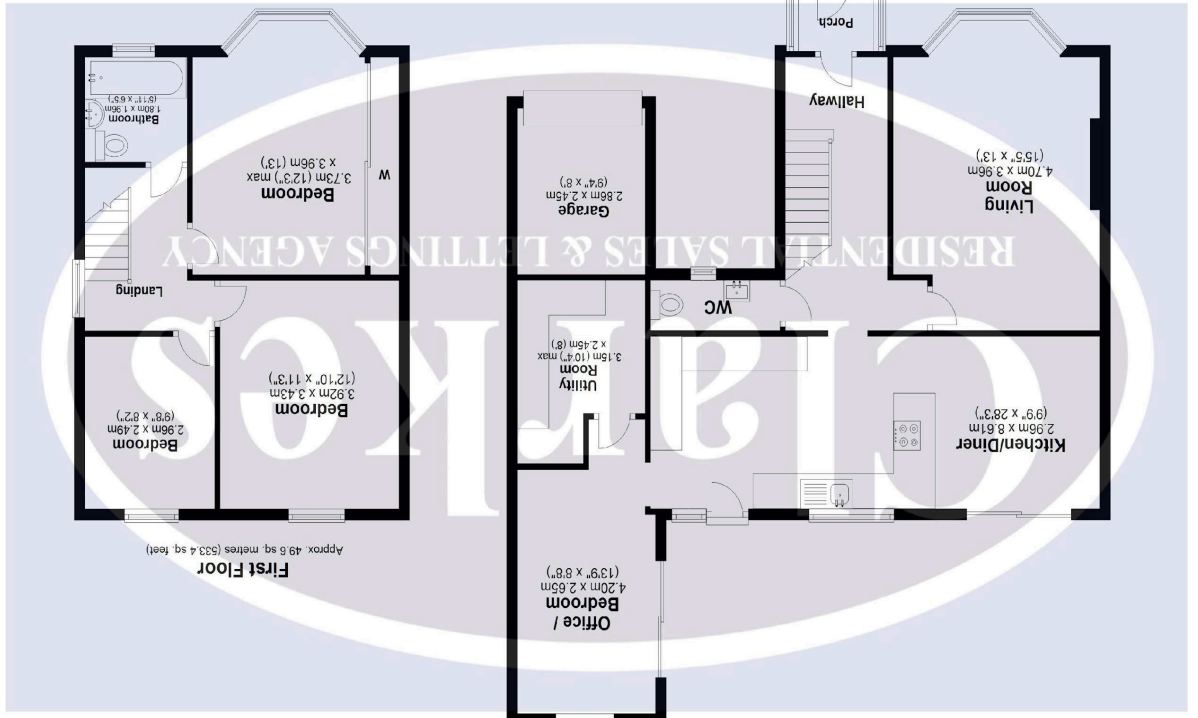 Office /
Bedroom
4.20m x 2.65m
(13'9" x 8'8")
Kitchen/Diner
2.96m x 8.61m
(9'9" x 28'3")
Utility
Room
3.15m (10'4") max
x 2.45m (8')
WC
Living
Room
4.70m x 3.96m
(15'5" x 13')
Garage
2.86m x 2.45m
(9'4" x 8')
Hallway
Porch
First Floor
Approx. 49.6 sq. metres (533.4 sq. feet)
Bedroom
3.92m x 3.43m
(12'10" x 11'3")
Bedroom
2.96m x 2.49m
(9'8" x 8'2")
Landing
Bedroom
3.73m (12'3") max
x 3.96m (13')
W
Bathroom
1.80m x 1.96m
(5'11" x 6'5")
Clarkes
RESIDENTIAL SALES & LETTINGS AGENCY